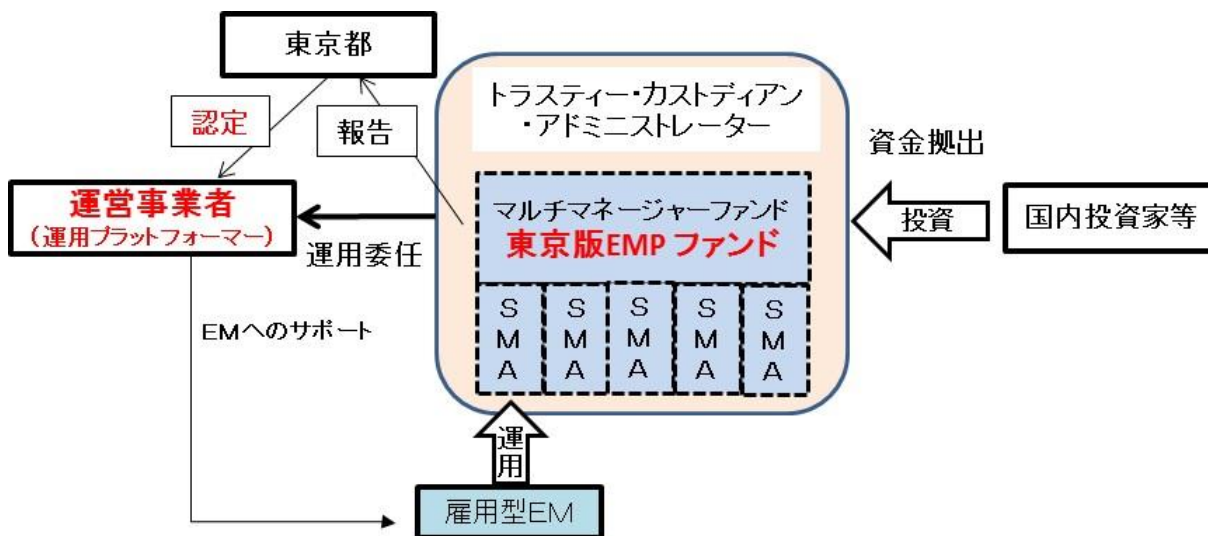 東京都
認定
報告
トラスティー・カストディアン
・アドミニストレーター
資金拠出
運営事業者
（運用プラットフォーマー）
運用委任
マルチマネージャーファンド
東京版EMP ファンド
投資
国内投資家等
SMA
SMA
SMA
SMA
SMA
EMへのサポート
運用
雇用型EM